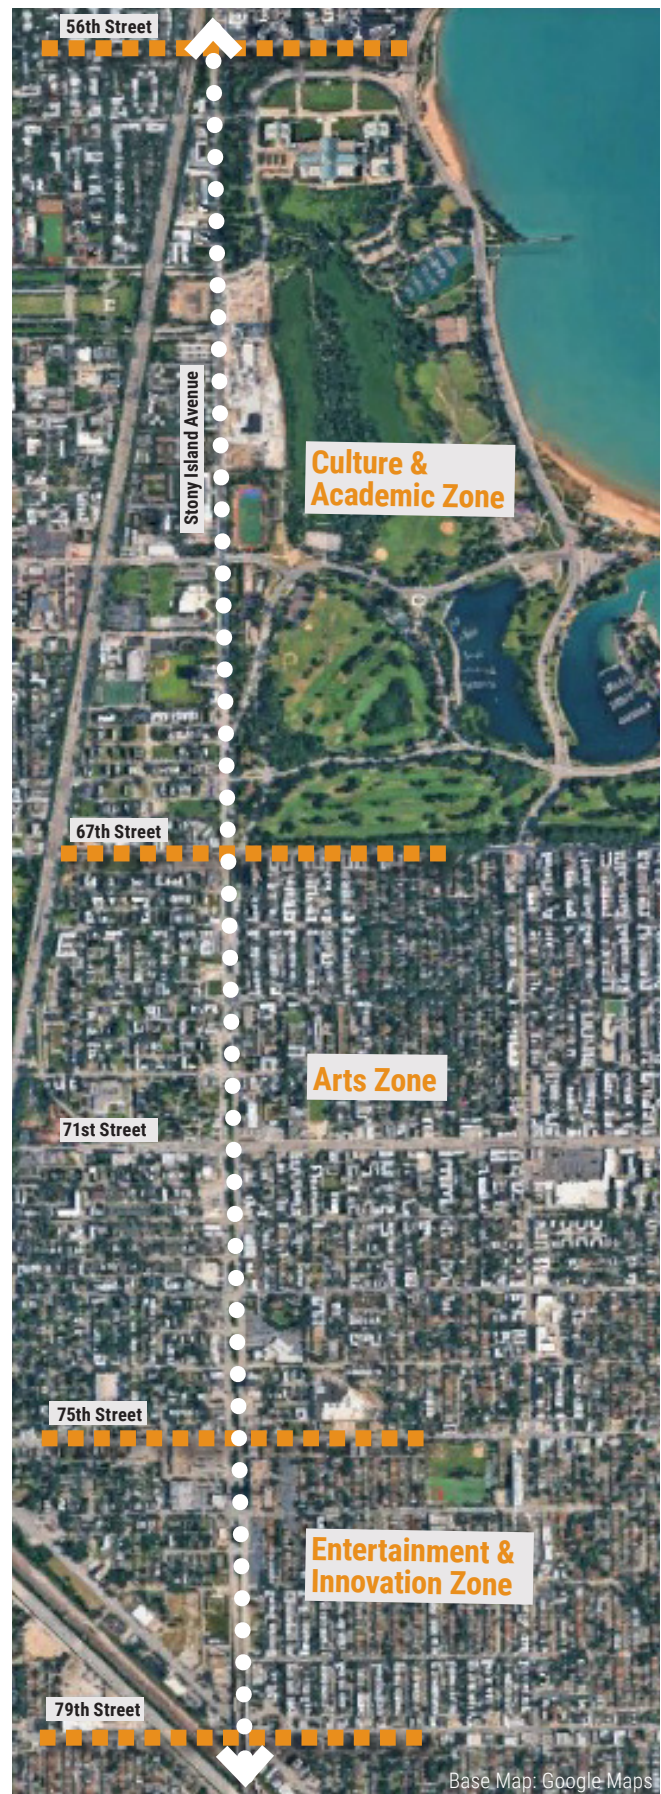 56th Street
Stony Island Avenue
Culture &
Academic Zone
67th Street
Arts Zone
71st Street
75th Street
Entertainment &
Innovation Zone
79th Street
Base Map: Google Maps